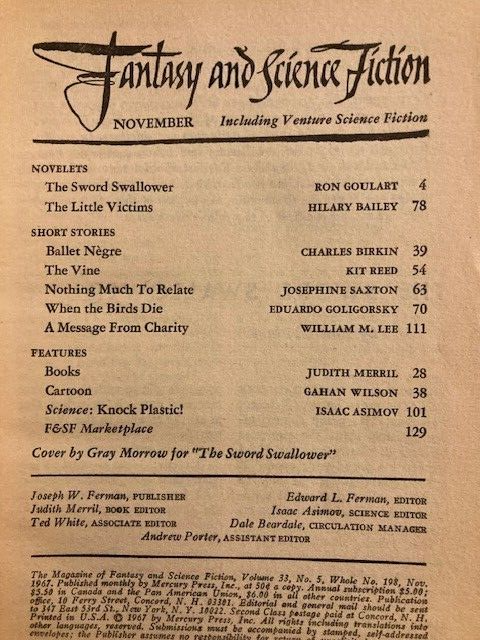 Fantasy and Science Fiction
NOVEMBER Including Venture Science Fiction
NOVELETS
The Sword Swallower RON GOULART 4
The Little Victims HILARY BAILEY 78
SHORT STORIES
Ballet Nègre CHARLES BIRKIN 39
The Vine KIT REED 54
Nothing Much To Relate JOSEPHINE SAXTON 63
When the Birds Die EDUARDO GOLIGORSKY 70
A Message From Charity WILLIAM M. LEE 111
FEATURES
Books JUDITH MERRIL 28
Cartoon GAHAN WILSON 38
Science: Knock Plastic! ISAAC ASIMOV 101
F&SF Marketplace 129
Cover by Gray Morrow for "The Sword Swallower"
Joseph W. Ferman, PUBLISHER Edward L. Ferman, EDITOR
Judith Merril, BOOK EDITOR Isaac Asimov, SCIENCE EDITOR
Ted White, ASSOCIATE EDITOR Dale Beardale, CIRCULATION MANAGER
Andrew Porter, ASSISTANT EDITOR
The Magazine of Fantasy and Science Fiction, Volume 33, No. 5, Whole No. 198, Nov.
1967. Published monthly by Mercury Press, Inc., at 50¢ a copy. Annual subscription $5.00;
$5.50 in Canada and the Pan American Union, $6.00 in all other countries. Publication
office, 10 Ferry Street, Concord, N. H. 03301. Editorial and general mail should be sent
to 347 East 53rd St., New York, N. Y. 10022. Second Class postage paid at Concord, N. H.
Printed in U.S.A. © 1967 by Mercury Press, Inc. All rights including translations into
other languages, reserved. Submissions must be accompanied by stamped, self-addressed
envelopes; the Publisher assumes no responsibility for return